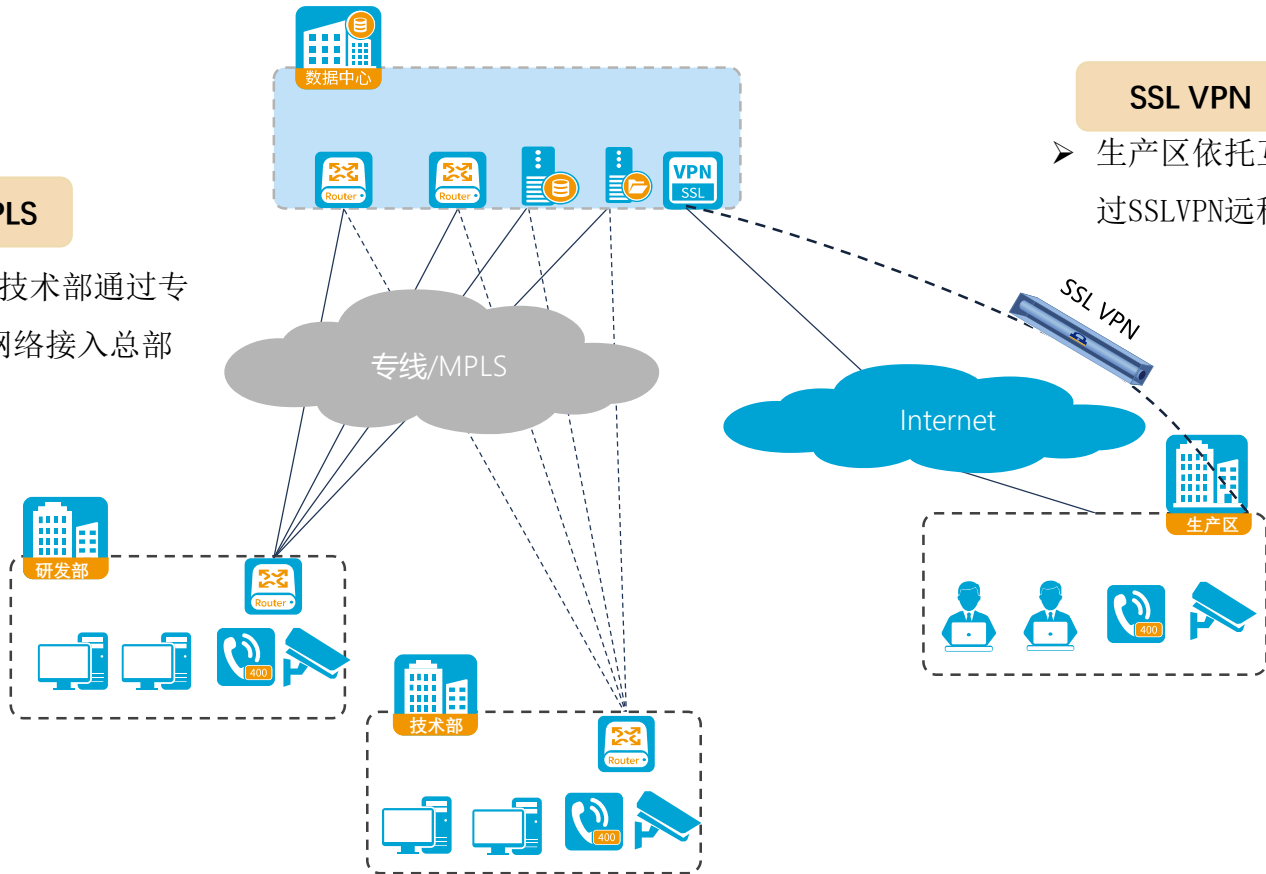 数据中心
Router
Router
VPN
SSL
SSL VPN
➢ 生产区依托
过SSLVPN远
PLS
技术部通过专
网络接入总部
专线/MPLS
SSL VPN
Internet
生产区
400
研发部
Router
400
技术部
Router
400